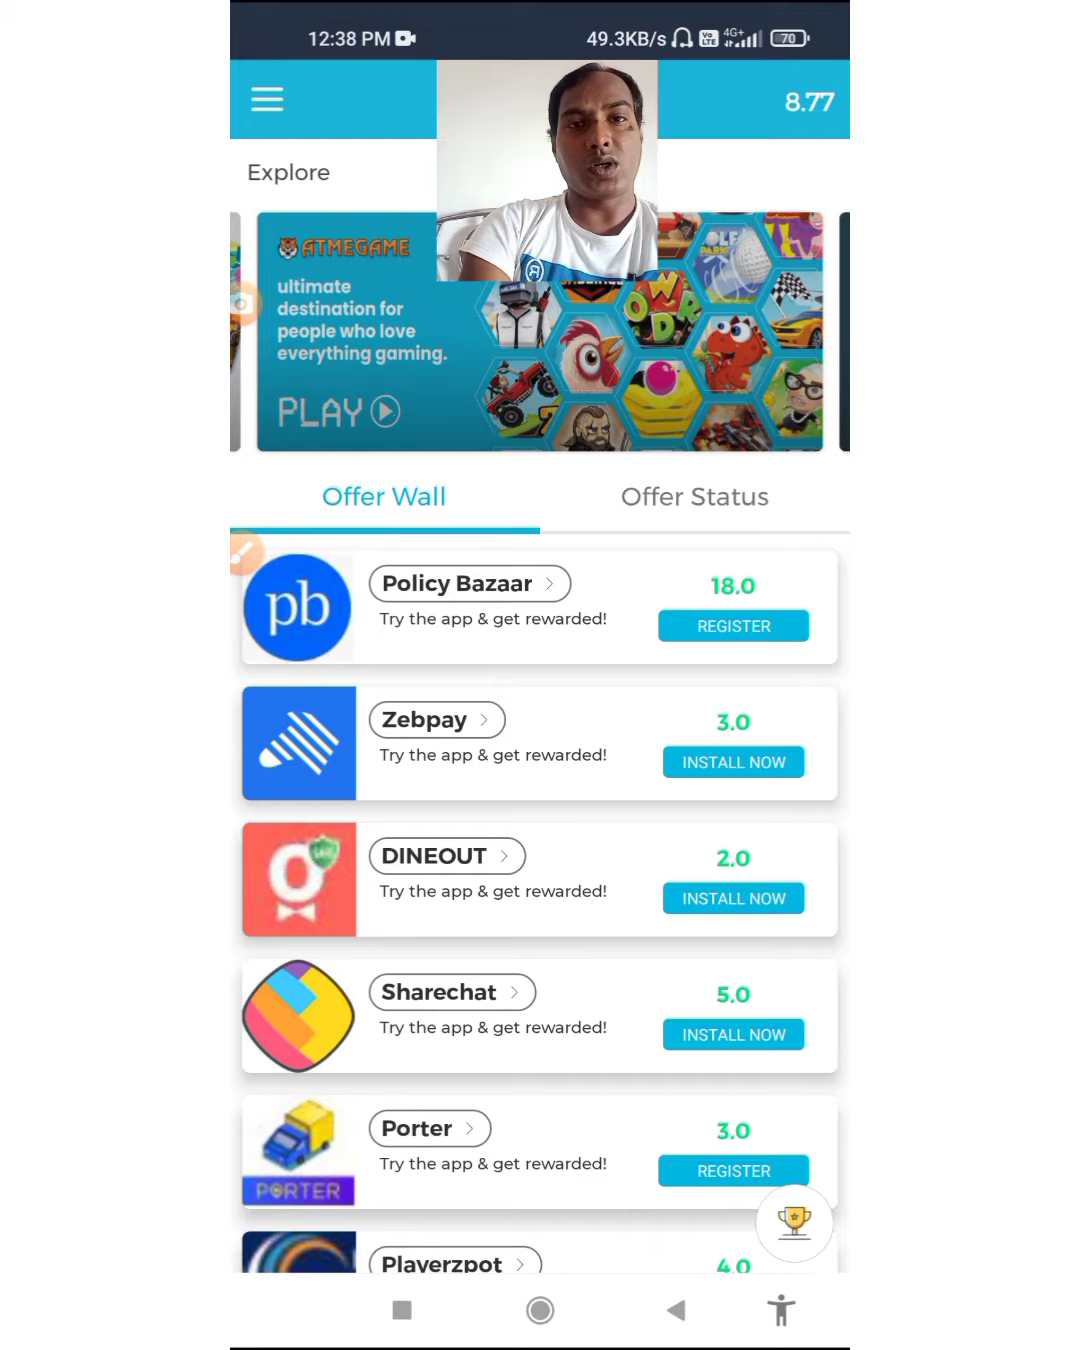 12:38 PM
49.3KB/s
Vo
LTE
4G+
70
8.77
Explore
ATMEGAME
ultimate
destination for
people who love
everything gaming.
PLAY
Offer Wall
Offer Status
pb
Policy Bazaar
18.0
Try the app & get rewarded!
REGISTER
Zebpay
3.0
Try the app & get rewarded!
INSTALL NOW
DINEOUT
2.0
Try the app & get rewarded!
INSTALL NOW
Sharechat
5.0
Try the app & get rewarded!
INSTALL NOW
Porter
3.0
Try the app & get rewarded!
REGISTER
PORTER
Playerzpot
4.0